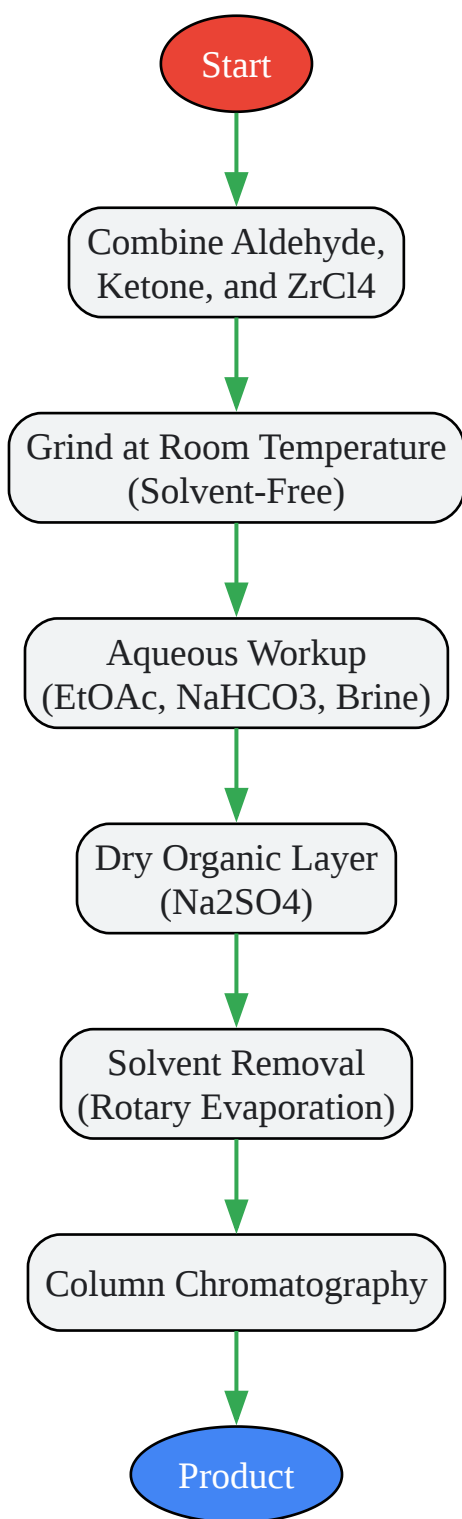 Start
Combine Aldehyde,
Ketone, and ZrCl4
Grind at Room Temperature
(Solvent-Free)
Aqueous Workup
(EtOAc, NaHCO3, Brine)
Dry Organic Layer
(Na2SO4)
Solvent Removal
(Rotary Evaporation)
Column Chromatography
Product